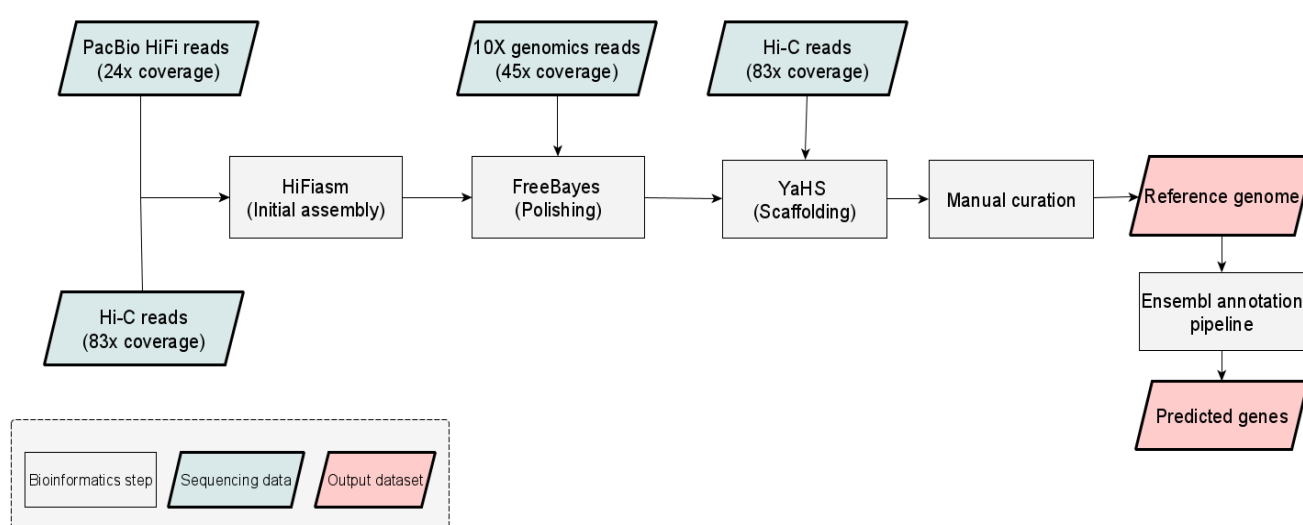 PacBio HiFi reads
(24x coverage)
10X genomics reads
(45x coverage)
Hi-C reads
(83x coverage)
HiFiasm
(Initial assembly)
FreeBayes
(Polishing)
YaHS
(Scaffolding)
Manual curation
Reference genome
Hi-C reads
(83x coverage)
Ensembl annotation
pipeline
Predicted genes
Bioinformatics step
Sequencing data
Output dataset